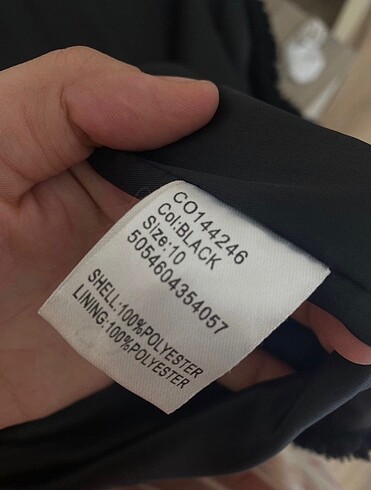 CO144246
Col:BLACK
Size:10
5054604354057
SHELL:100%POLYESTER
LINING:100%POLYESTER